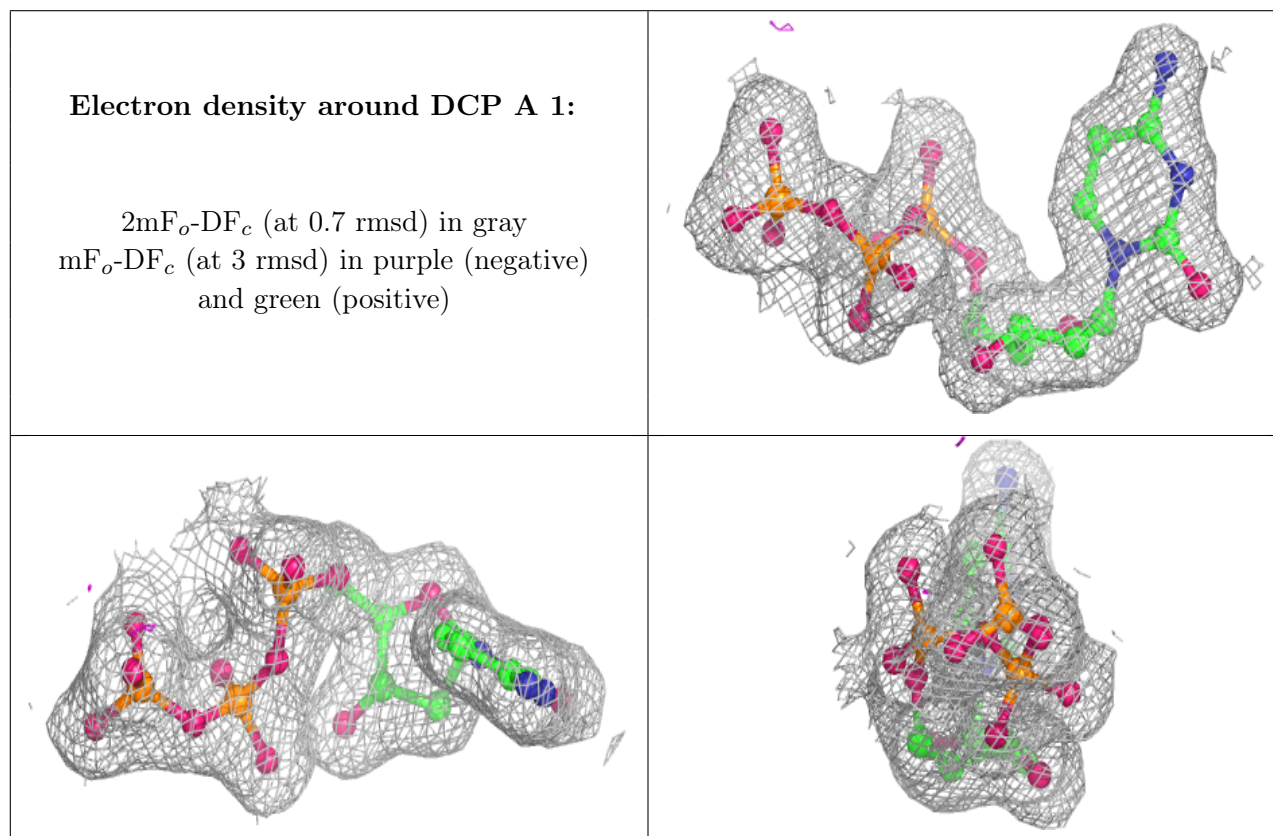 Electron density around DCP A 1:
2mFo-DFc (at 0.7 rmsd) in gray
mFo-DFc (at 3 rmsd) in purple (negative)
and green (positive)